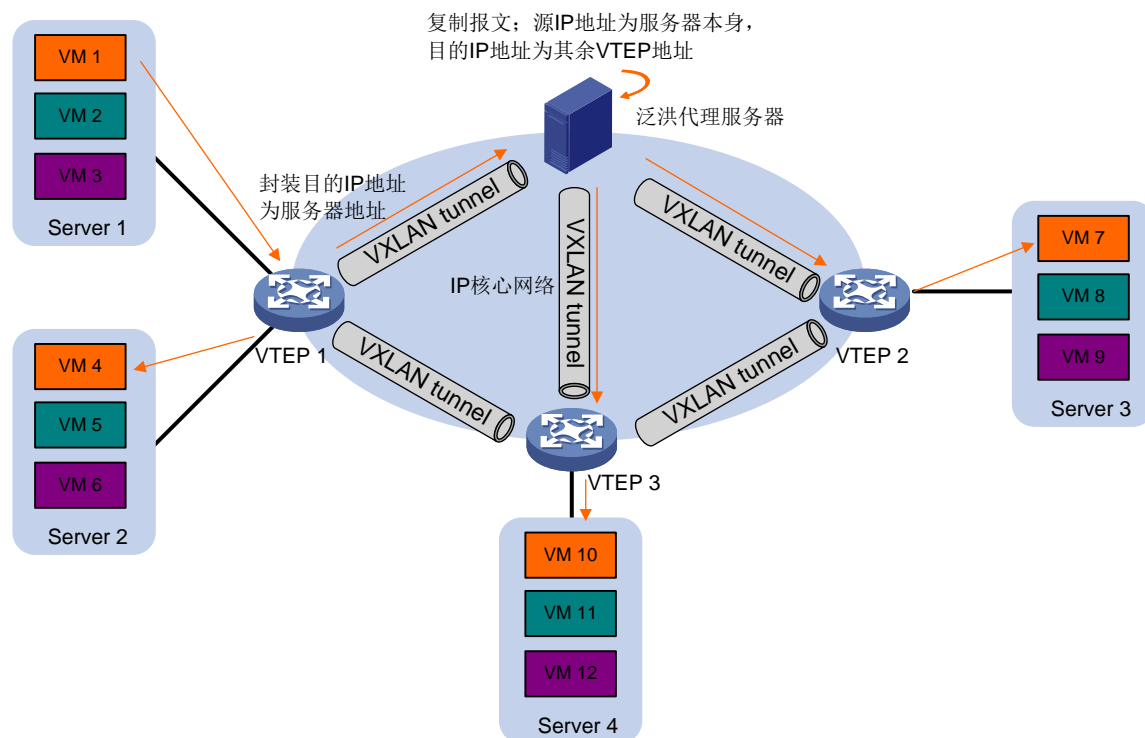 复制报文；源IP地址为服务器本身，
目的IP地址为其余VTEP地址
泛洪代理服务器
VM 1
VM 2
VM 3
Server 1
封装目的IP地址
为服务器地址
VXLAN tunnel
VXLAN tunnel
VXLAN tunnel
IP核心网络
VTEP 1
VTEP 2
VM 7
VM 8
VM 9
Server 3
VM 4
VM 5
VM 6
Server 2
VXLAN tunnel
VXLAN tunnel
VTEP 3
VM 10
VM 11
VM 12
Server 4